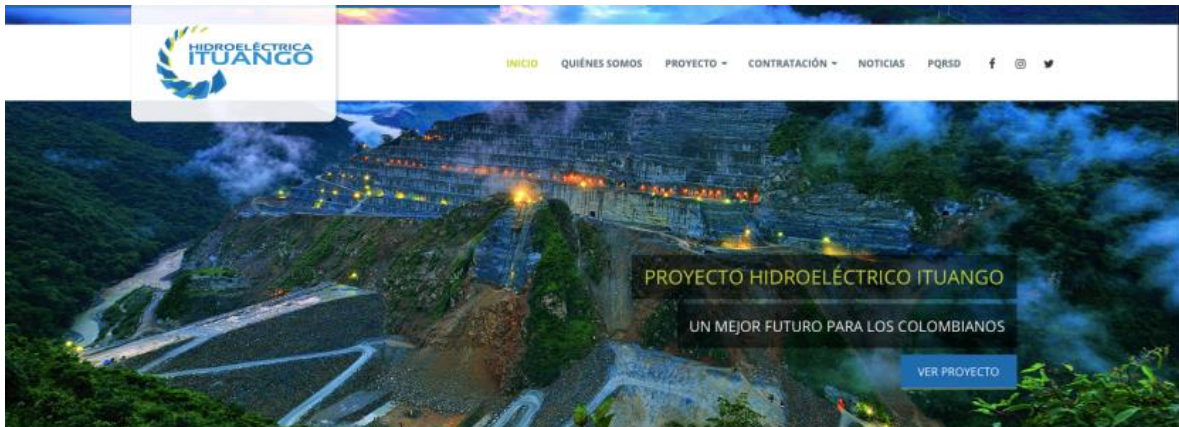 HIDROELÉCTRICA
ITUANGO
INICIO QUIÉNES SOMOS PROYECTO CONTRATACIÓN NOTICIAS PQRSD
PROYECTO HIDROELÉCTRICO ITUANGO
UN MEJOR FUTURO PARA LOS COLOMBIANOS
VER PROYECTO